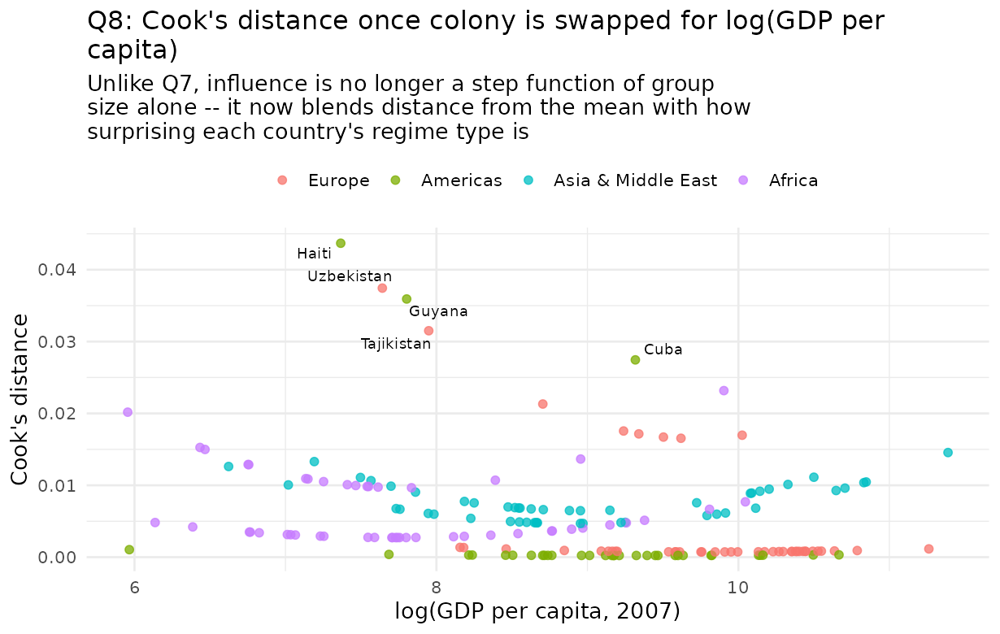 Q8: Cook's distance once colony is swapped for log(GDP per
capita)
Unlike Q7, influence is no longer a step function of group
size alone -- it now blends distance from the mean with how
surprising each country's regime type is
Europe Americas Asia & Middle East Africa
Haiti
Uzbekistan
Guyana
Tajikistan
Cuba
0.04
0.03
0.02
0.01
0.00
Cook's distance
6 8 10
log(GDP per capita, 2007)